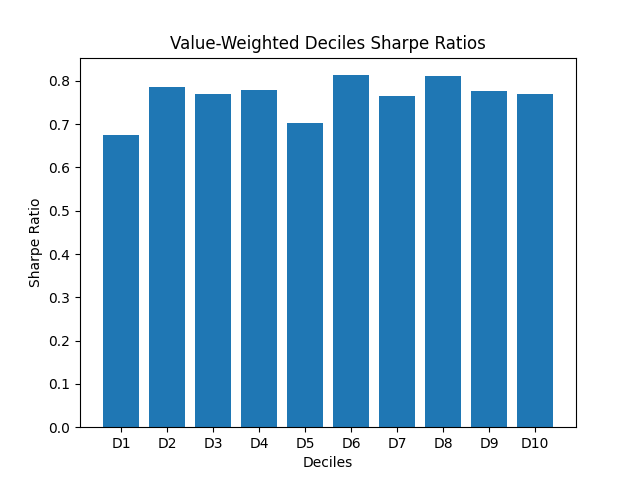 Value-Weighted Deciles Sharpe Ratios
Sharpe Ratio
0.8
0.7
0.6
0.5
0.4
0.3
0.2
0.1
0.0
D1 D2 D3 D4 D5 D6 D7 D8 D9 D10
Deciles